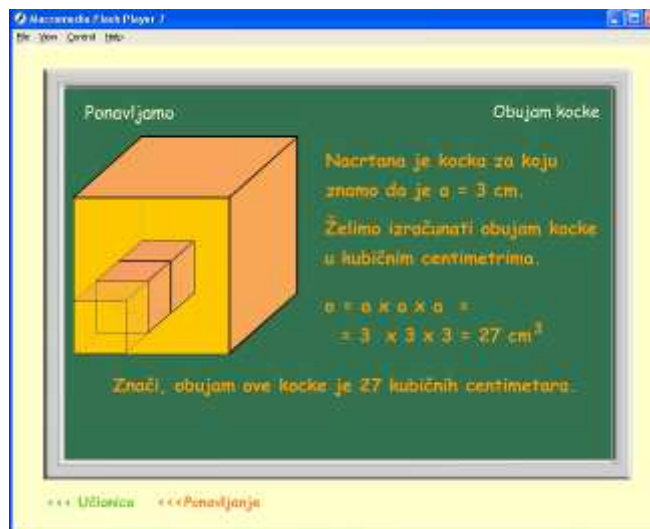 Macromedia Flash Player 7
File View Control Help
Ponavljamo
Obujam kocke
Nacrtana je kocka za koju
znamo da je a = 3 cm.
Želimo izračunati obujam kocke
u kubičnim centimetrima.
o = a x a x a =
= 3 x 3 x 3 = 27 cm³
Znači, obujam ove kocke je 27 kubičnih centimetara.
<<< Učionica <<<Ponavljanje